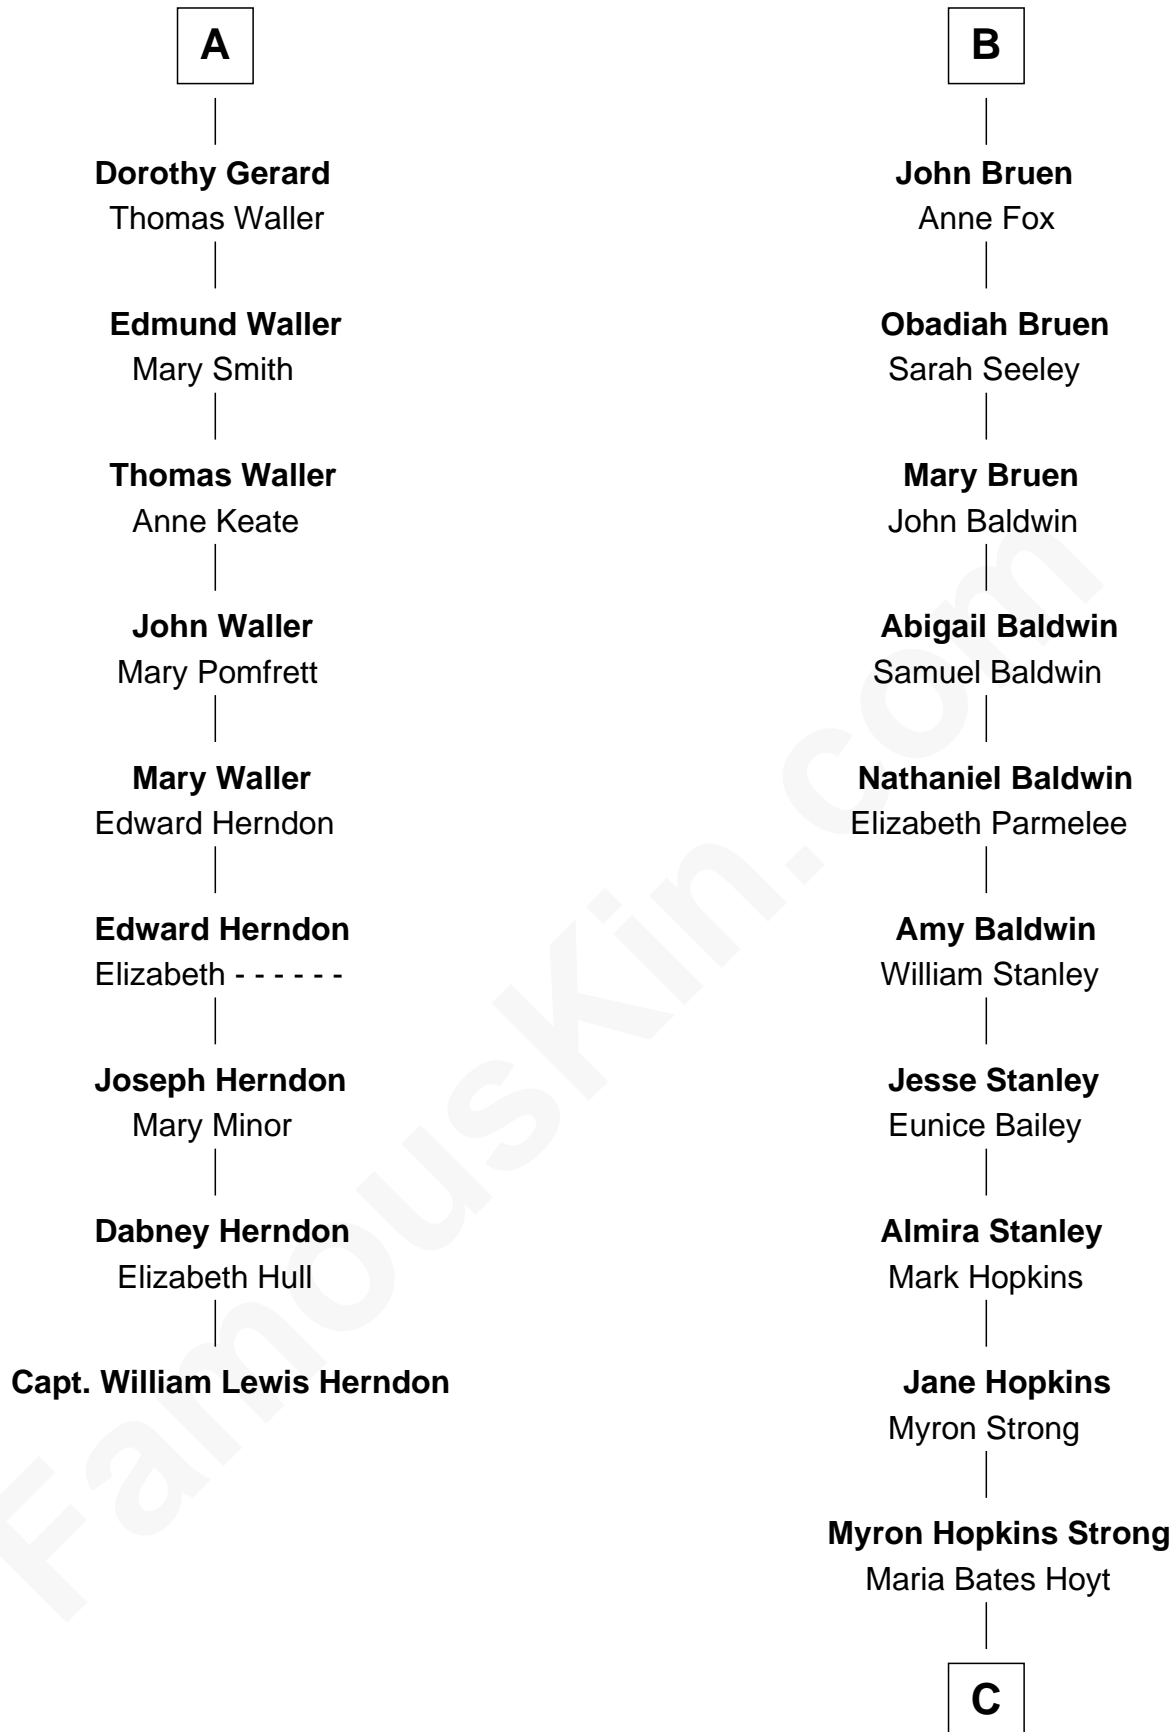 A
Dorothy Gerard
Thomas Waller
Edmund Waller
Mary Smith
Thomas Waller
Anne Keate
John Waller
Mary Pomfrett
Mary Waller
Edward Herndon
Edward Herndon
Elizabeth - - - - - -
Joseph Herndon
Mary Minor
Dabney Herndon
Elizabeth Hull
Capt. William Lewis Herndon
B
John Bruen
Anne Fox
Obadiah Bruen
Sarah Seeley
Mary Bruen
John Baldwin
Abigail Baldwin
Samuel Baldwin
Nathaniel Baldwin
Elizabeth Parmelee
Amy Baldwin
William Stanley
Jesse Stanley
Eunice Bailey
Almira Stanley
Mark Hopkins
Jane Hopkins
Myron Strong
Myron Hopkins Strong
Maria Bates Hoyt
C
FamousKin.com